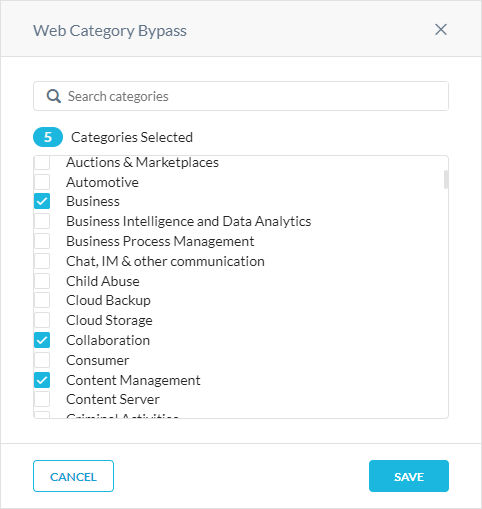 Web Category Bypass
Search categories
5 Categories Selected
Auctions & Marketplaces
Automotive
Business
Business Intelligence and Data Analytics
Business Process Management
Chat, IM & other communication
Child Abuse
Cloud Backup
Cloud Storage
Collaboration
Consumer
Content Management
Content Server
Criminal Activities
CANCEL
SAVE